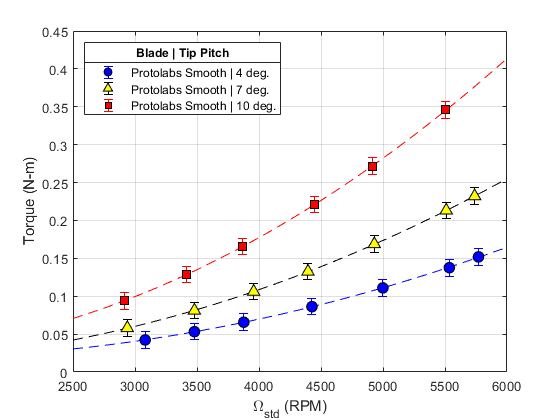 0.45
0.4
0.35
0.3
0.25
0.2
0.15
0.1
0.05
0
Torque (N-m)
Blade | Tip Pitch
Protolabs Smooth | 4 deg.
Protolabs Smooth | 7 deg.
Protolabs Smooth | 10 deg.
2500 3000 3500 4000 4500 5000 5500 6000
Ω_std (RPM)